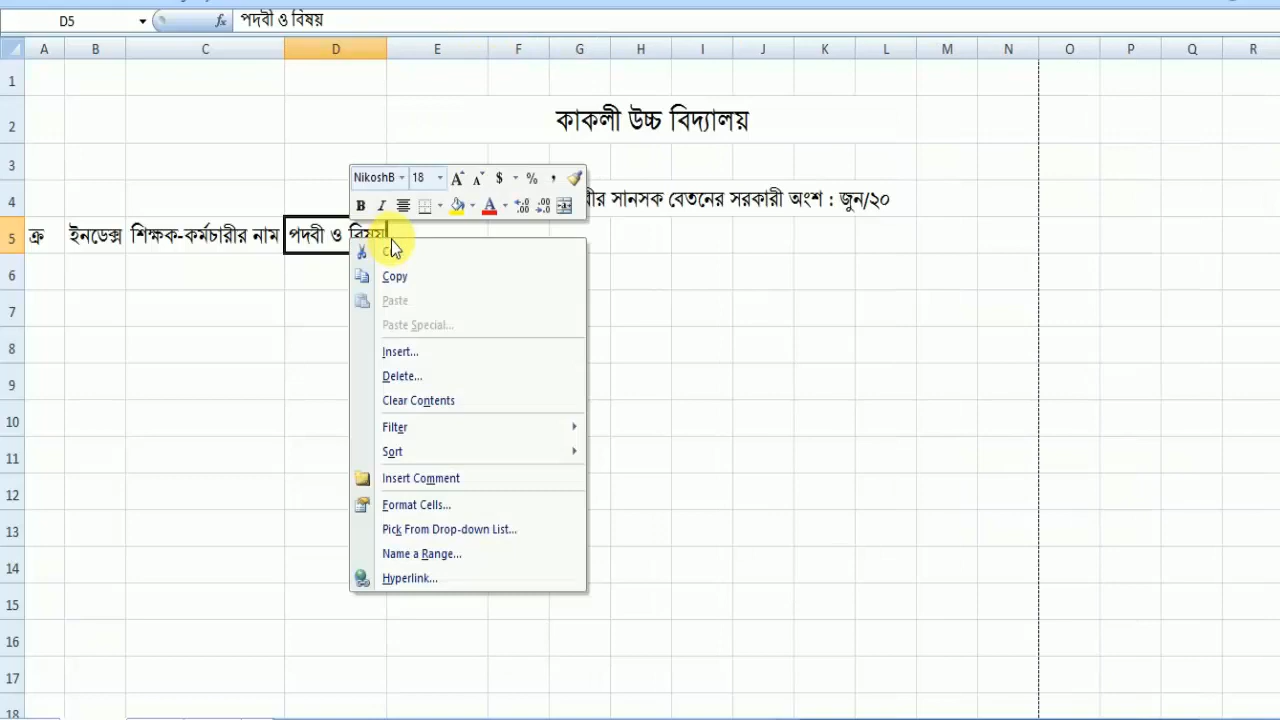 D5 পদবী ও বিষয়
A B C D E F G H I J K L M N O P Q R
1
2 কাকলী উচ্চ বিদ্যালয়
3
NikoshB 18 A A $ % ,
4 সানসক বেতনের সরকারী অংশ : জুন/২০
B I A
5 ক্র ইনডেক্স শিক্ষক-কর্মচারীর নাম পদবী ও বিষয়
6
7
8
9
10
11
12
13
14
15
16
17
18
Copy
Paste
Paste Special...
Insert...
Delete...
Clear Contents
Filter
Sort
Insert Comment
Format Cells...
Pick From Drop-down List...
Name a Range...
Hyperlink...